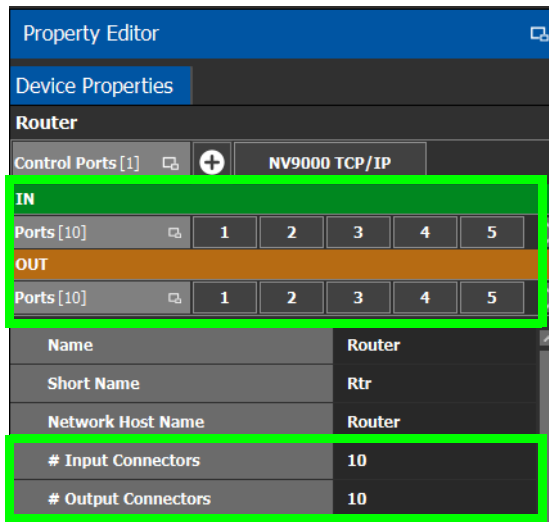 Property Editor
Device Properties
Router
Control Ports [1] NV9000 TCP/IP
IN
Ports [10] 1 2 3 4 5
OUT
Ports [10] 1 2 3 4 5
Name Router
Short Name Rtr
Network Host Name Router
# Input Connectors 10
# Output Connectors 10